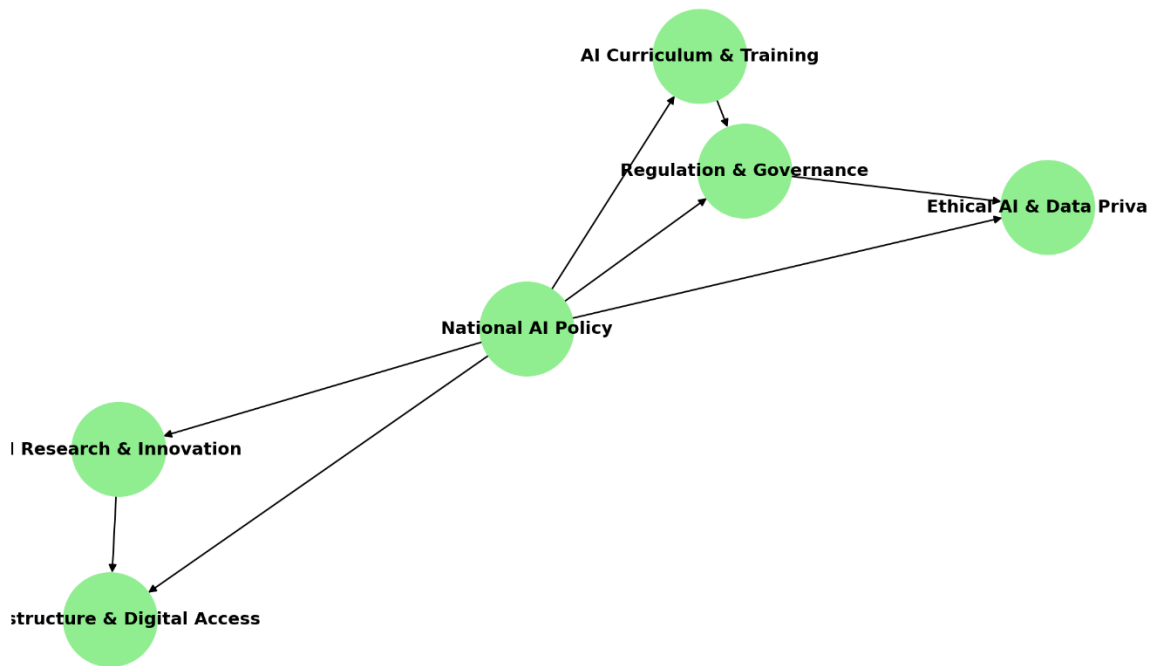 AI Curriculum & Training
Regulation & Governance
Ethical AI & Data Priva
National AI Policy
Research & Innovation
structure & Digital Access